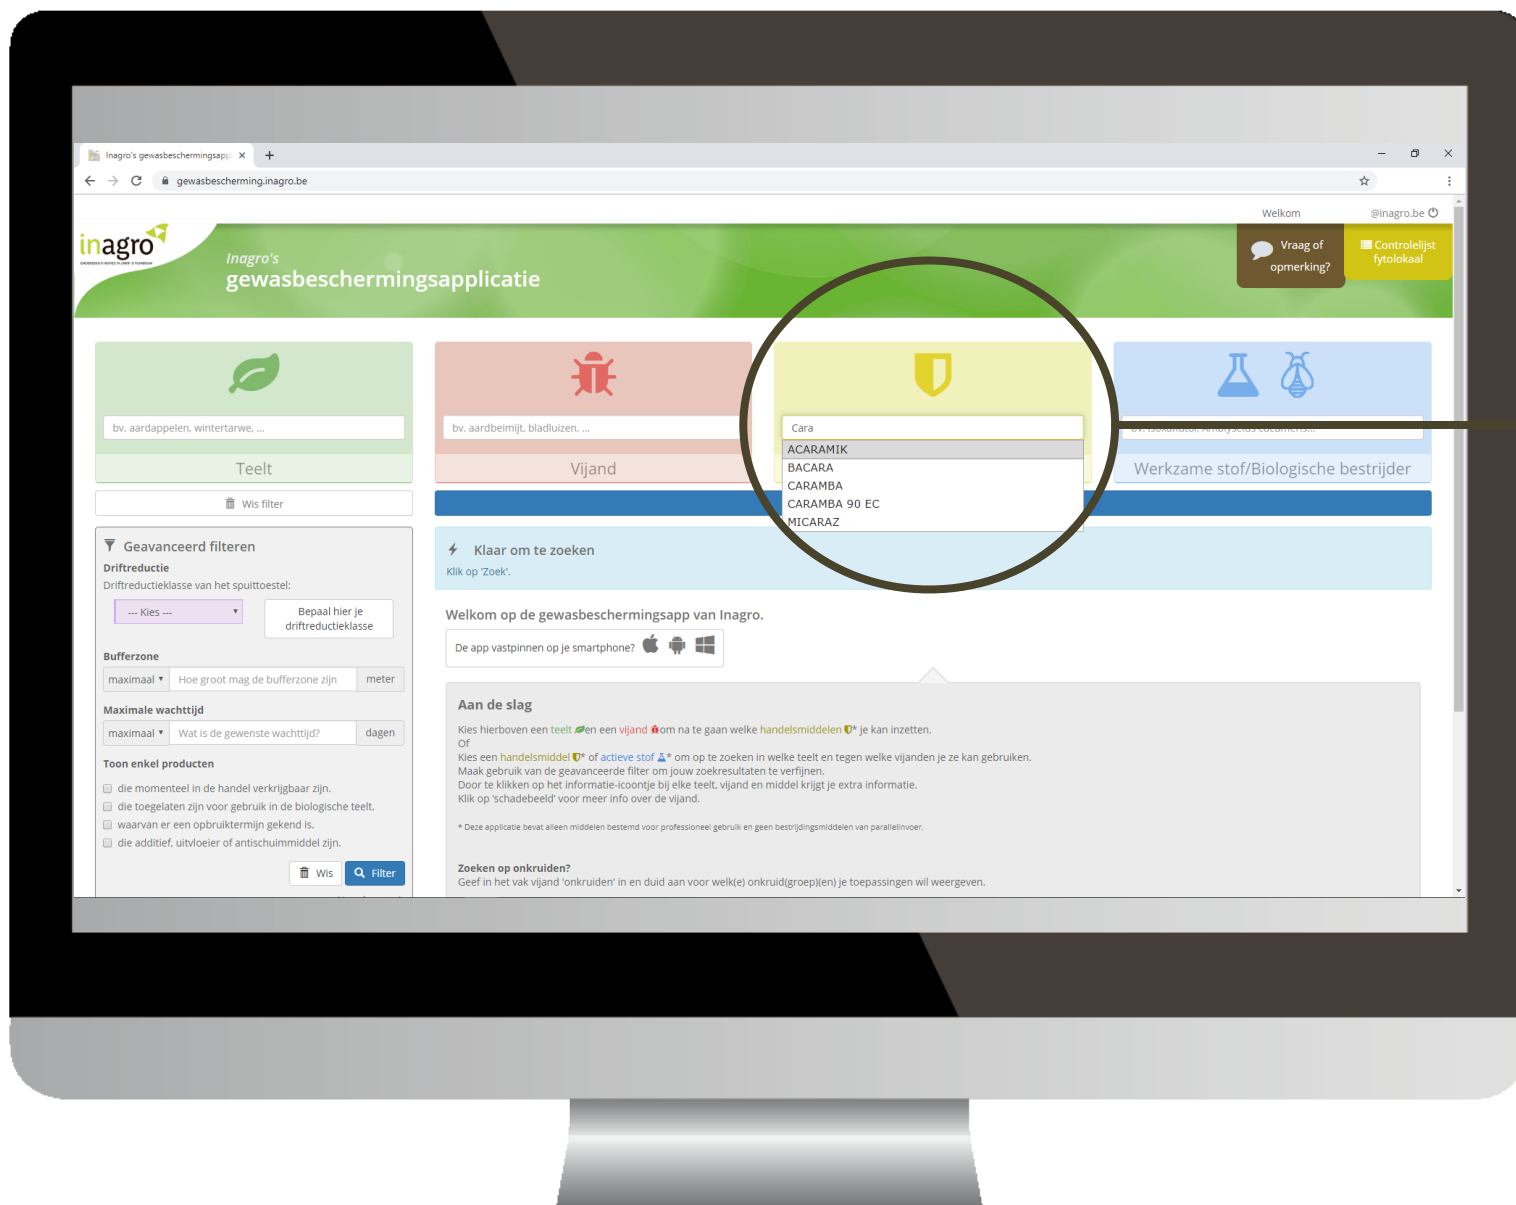 Inagro's gewasbeschermingsapp
gewasbescherming.inagro.be
Welkom @inagro.be
inagro
Inagro's
gewasbeschermingsapplicatie
Vraag of
opmerking?
Controlelijst
fytolokaal
bv. aardappelen, wintertarwe, ...
Teelt
bv. aardbeimijt, bladluizen, ...
Vijand
Cara
ACARAMIK
BACARA
CARAMBA
CARAMBA 90 EC
MICARAZ
Werkzame stof/Biologische bestrijder
Wis filter
Geavanceerd filteren
Driftreductie
Driftreductieklasse van het spuittoestel:
--- Kies ---
Bepaal hier je
driftreductieklasse
Bufferzone
maximaal Hoe groot mag de bufferzone zijn meter
Maximale wachttijd
maximaal Wat is de gewenste wachttijd? dagen
Toon enkel producten
die momenteel in de handel verkrijgbaar zijn.
die toegelaten zijn voor gebruik in de biologische teelt.
waarvan er een opbruiktermijn gekend is.
die additief, uitvloeier of antischuimmiddel zijn.
Wis Filter
Klaar om te zoeken
Klik op 'Zoek'.
Welkom op de gewasbeschermingsapp van Inagro.
De app vastpinnen op je smartphone?
Aan de slag
Kies hierboven een teelt en een vijand om na te gaan welke handelsmiddelen * je kan inzetten.
Of
Kies een handelsmiddel * of actieve stof * om op te zoeken in welke teelt en tegen welke vijanden je ze kan gebruiken.
Maak gebruik van de geavanceerde filter om jouw zoekresultaten te verfijnen.
Door te klikken op het informatie-icoontje bij elke teelt, vijand en middel krijgt je extra informatie.
Klik op 'schadebeeld' voor meer info over de vijand.
* Deze applicatie bevat alleen middelen bestemd voor professioneel gebruik en geen bestrijdingsmiddelen van parallelinvoer.
Zoeken op onkruiden?
Geef in het vak vijand 'onkruiden' in en duid aan voor welk(e) onkruid(groep)(en) je toepassingen wil weergeven.